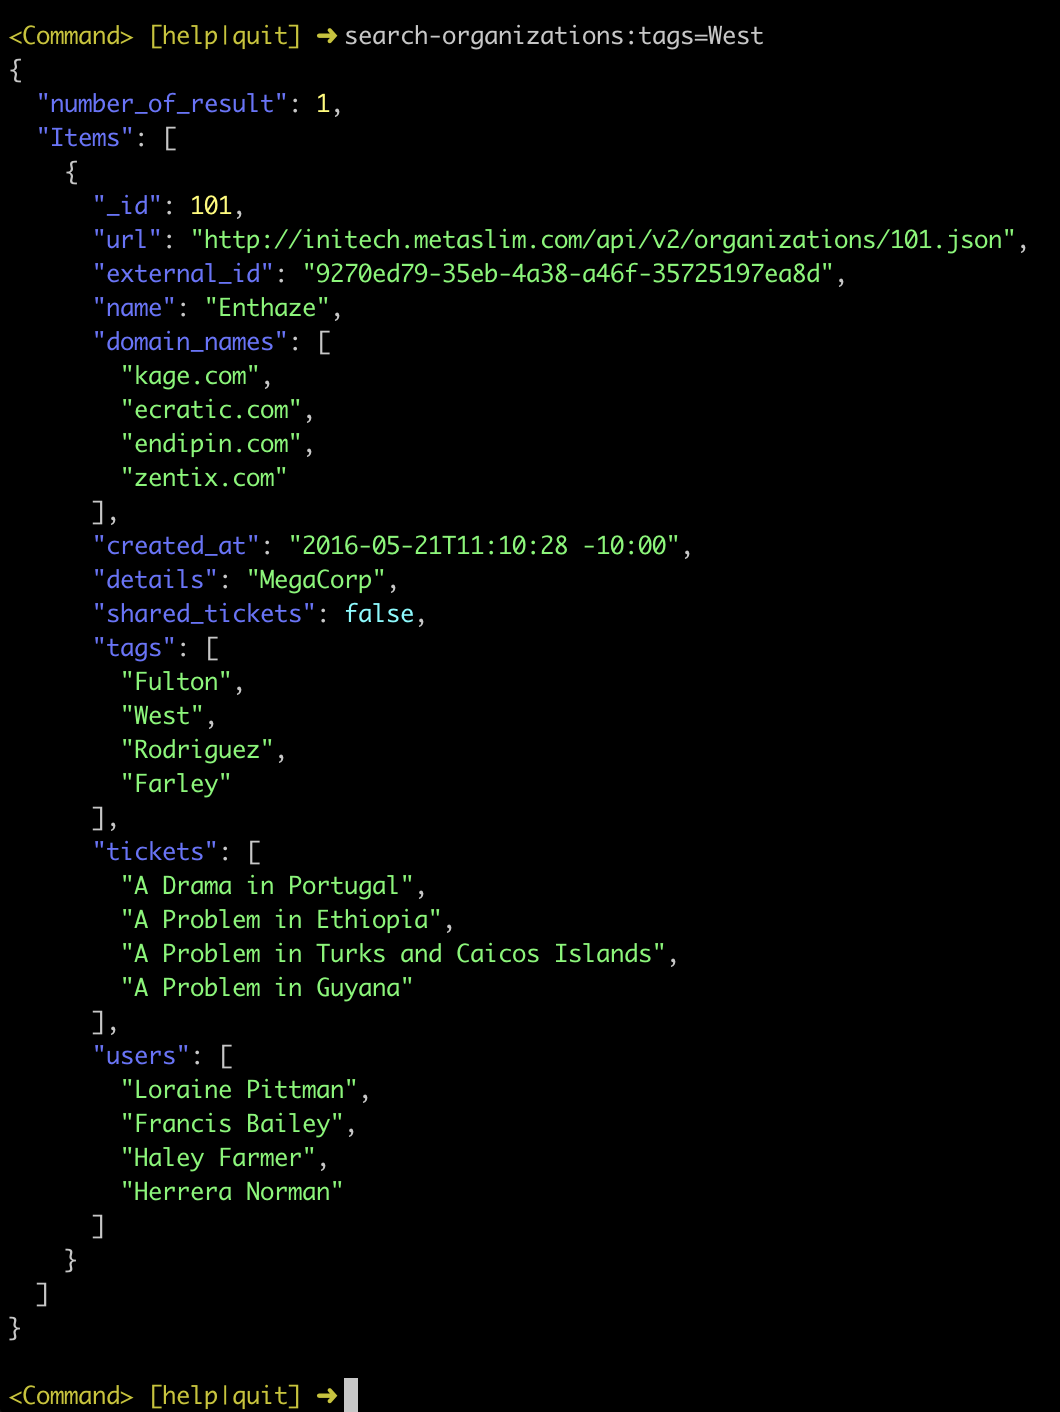 <Command> [help|quit] ➜ search-organizations:tags=West
{
  "number_of_result": 1,
  "Items": [
    {
      "_id": 101,
      "url": "http://initech.metaslim.com/api/v2/organizations/101.json",
      "external_id": "9270ed79-35eb-4a38-a46f-35725197ea8d",
      "name": "Enthaze",
      "domain_names": [
        "kage.com",
        "ecratic.com",
        "endipin.com",
        "zentix.com"
      ],
      "created_at": "2016-05-21T11:10:28 -10:00",
      "details": "MegaCorp",
      "shared_tickets": false,
      "tags": [
        "Fulton",
        "West",
        "Rodriguez",
        "Farley"
      ],
      "tickets": [
        "A Drama in Portugal",
        "A Problem in Ethiopia",
        "A Problem in Turks and Caicos Islands",
        "A Problem in Guyana"
      ],
      "users": [
        "Loraine Pittman",
        "Francis Bailey",
        "Haley Farmer",
        "Herrera Norman"
      ]
    }
  ]
}
<Command> [help|quit] ➜